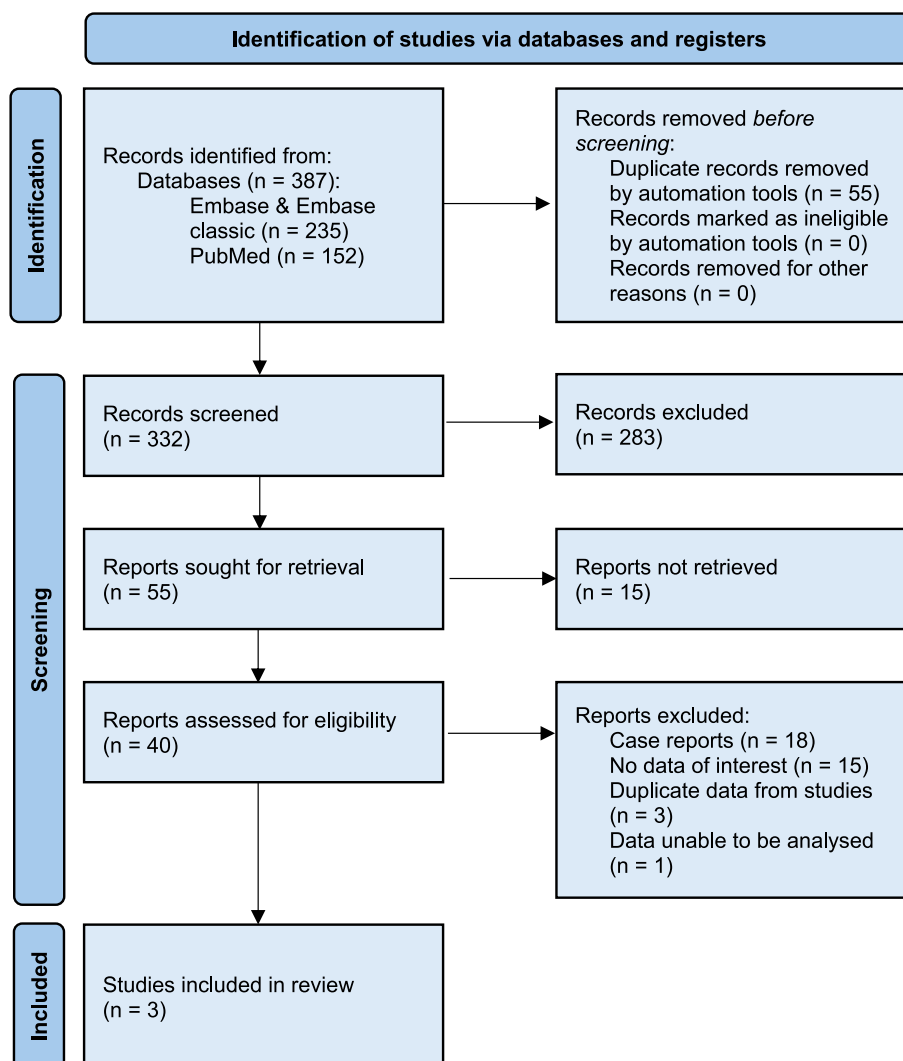 Identification of studies via databases and registers
Identification
Records identified from:
Databases (n = 387):
Embase & Embase
classic (n = 235)
PubMed (n = 152)
Records removed before
screening:
Duplicate records removed
by automation tools (n = 55)
Records marked as ineligible
by automation tools (n = 0)
Records removed for other
reasons (n = 0)
Screening
Records screened
(n = 332)
Records excluded
(n = 283)
Reports sought for retrieval
(n = 55)
Reports not retrieved
(n = 15)
Reports assessed for eligibility
(n = 40)
Reports excluded:
Case reports (n = 18)
No data of interest (n = 15)
Duplicate data from studies
(n = 3)
Data unable to be analysed
(n = 1)
Included
Studies included in review
(n = 3)